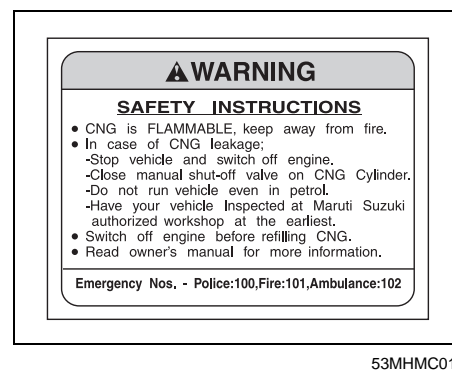 WARNING
SAFETY INSTRUCTIONS
• CNG is FLAMMABLE, keep away from fire.
• In case of CNG leakage;
-Stop vehicle and switch off engine.
-Close manual shut-off valve on CNG Cylinder.
-Do not run vehicle even in petrol.
-Have your vehicle Inspected at Maruti Suzuki
authorized workshop at the earliest.
• Switch off engine before refilling CNG.
• Read owner's manual for more information.
Emergency Nos. - Police:100,Fire:101,Ambulance:102
53MHMC01